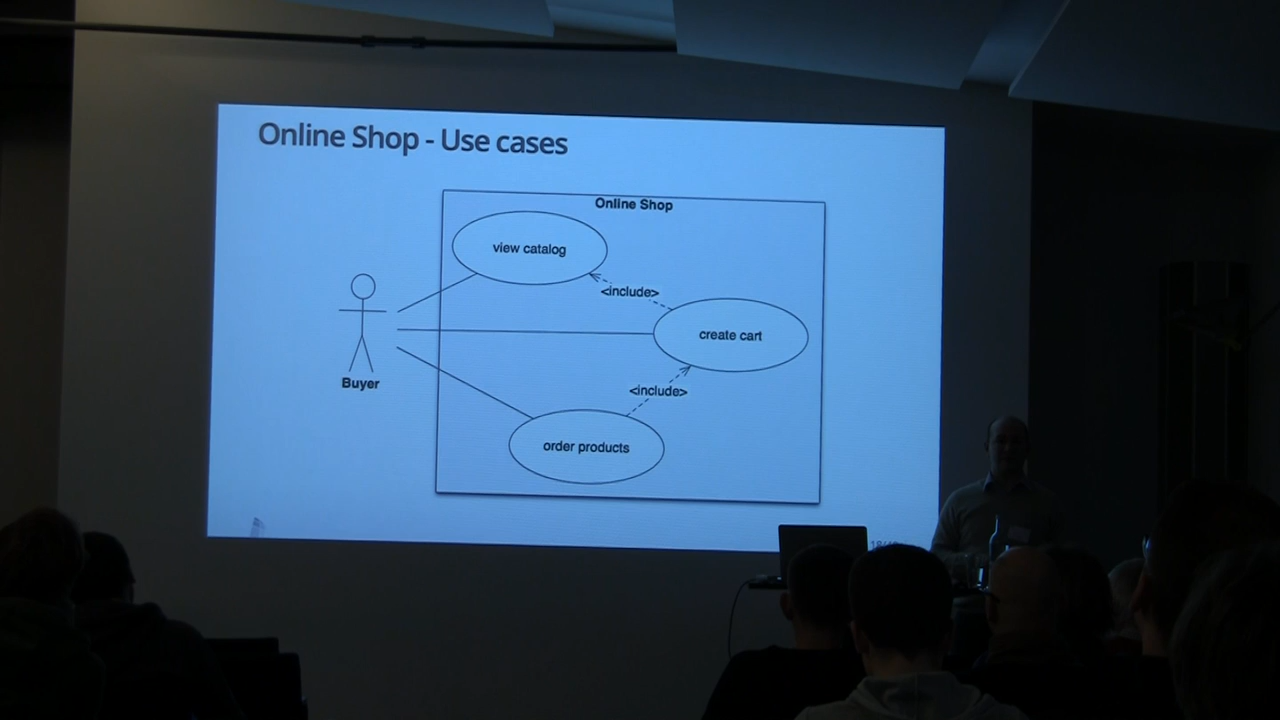 Online Shop - Use cases
Online Shop
view catalog
<include>
create cart
Buyer
<include>
order products